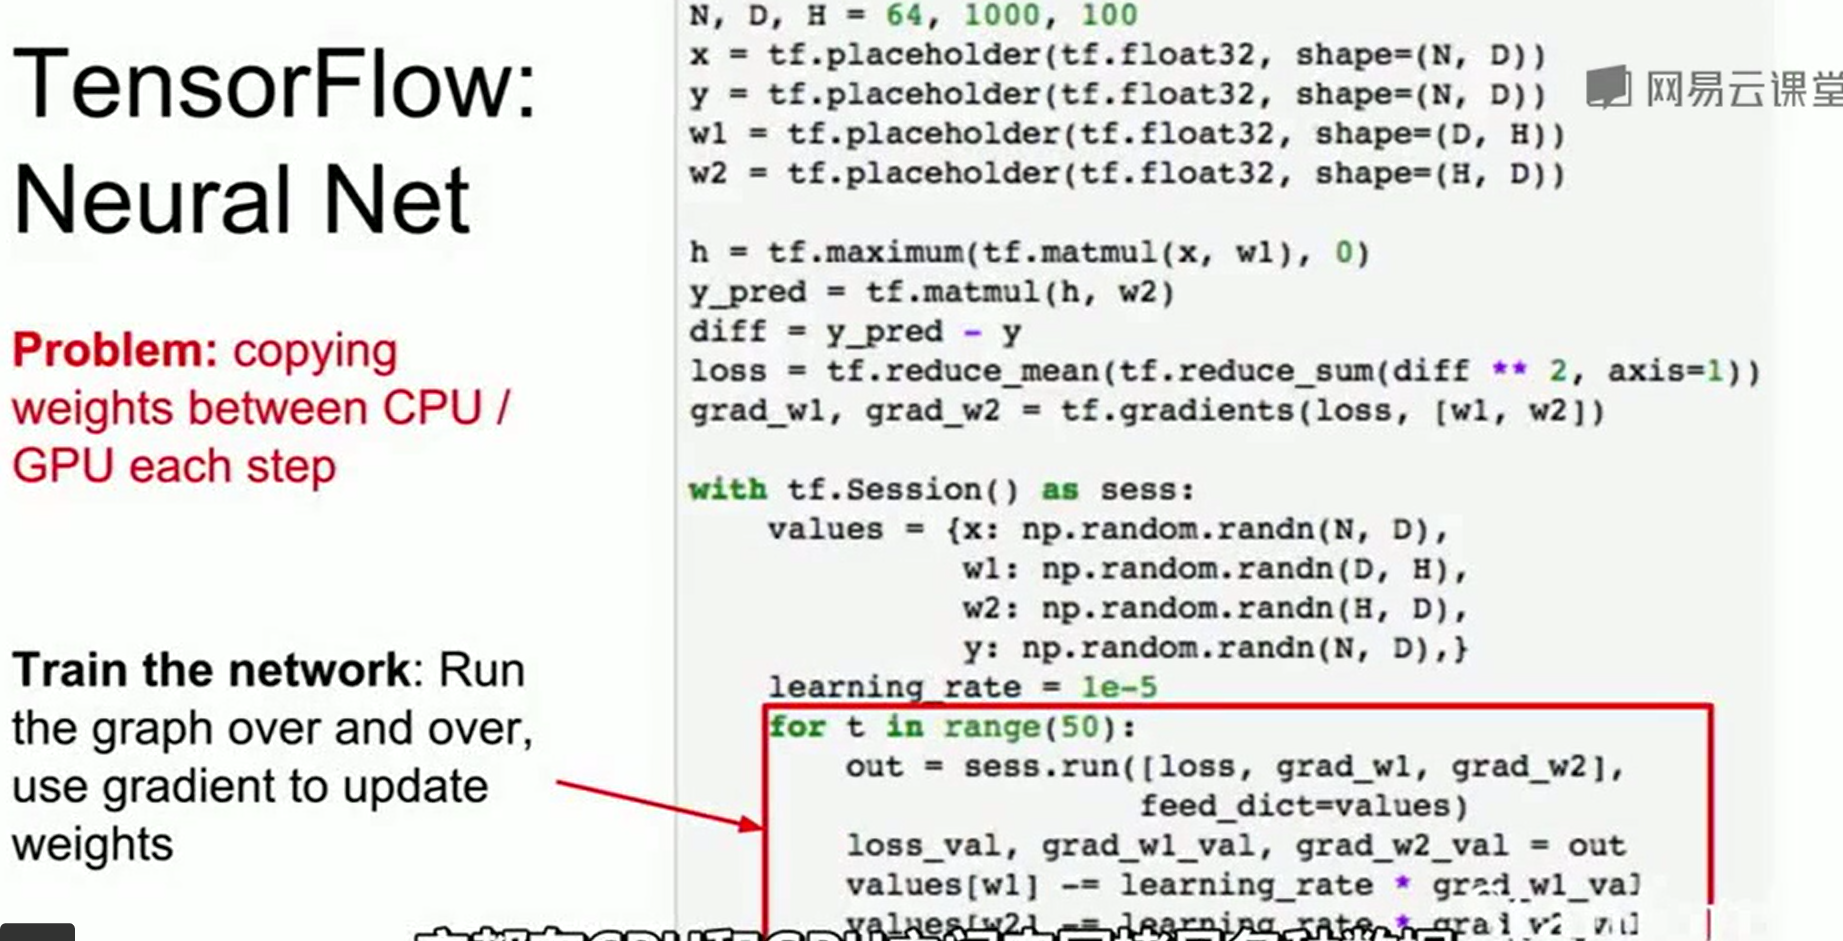 TensorFlow:
Neural Net
Problem: copying
weights between CPU /
GPU each step
Train the network: Run
the graph over and over,
use gradient to update
weights
N, D, H = 64, 1000, 100
x = tf.placeholder(tf.float32, shape=(N, D))
y = tf.placeholder(tf.float32, shape=(N, D))
w1 = tf.placeholder(tf.float32, shape=(D, H))
w2 = tf.placeholder(tf.float32, shape=(H, D))
h = tf.maximum(tf.matmul(x, w1), 0)
y_pred = tf.matmul(h, w2)
diff = y_pred - y
loss = tf.reduce_mean(tf.reduce_sum(diff ** 2, axis=1))
grad_w1, grad_w2 = tf.gradients(loss, [w1, w2])
with tf.Session() as sess:
values = {x: np.random.randn(N, D),
w1: np.random.randn(D, H),
w2: np.random.randn(H, D),
y: np.random.randn(N, D),}
learning_rate = 1e-5
for t in range(50):
out = sess.run([loss, grad_w1, grad_w2],
feed_dict=values)
loss_val, grad_w1_val, grad_w2_val = out
values[w1] -= learning_rate * grad_w1_val
values[w2] -= learning_rate * grad_w2_val
网易云课堂